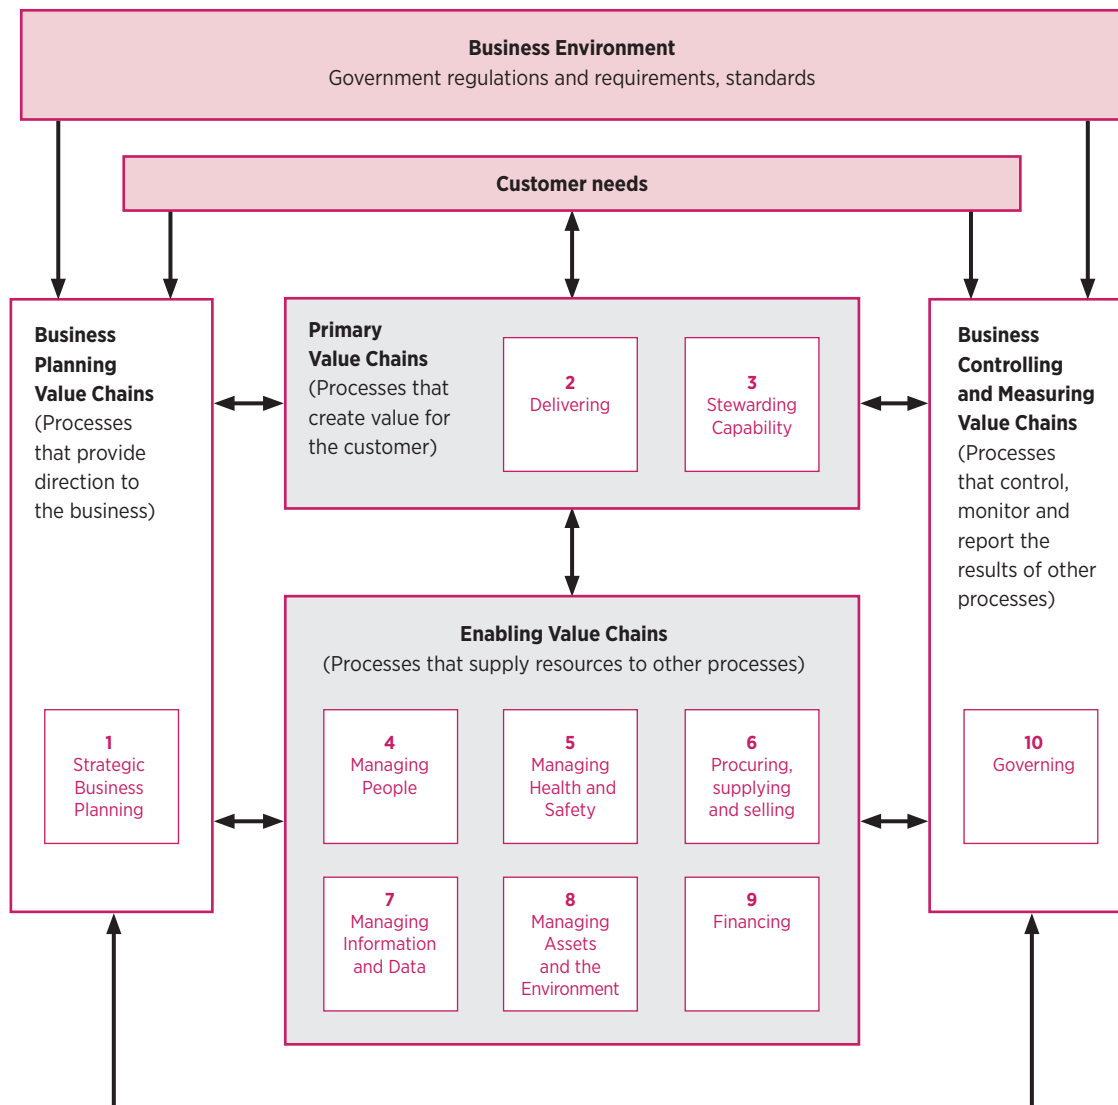 Business Environment
Government regulations and requirements, standards
Customer needs
Business
Planning
Value Chains
(Processes
that provide
direction to
the business)
1
Strategic
Business
Planning
Primary
Value Chains
(Processes that
create value for
the customer)
2
Delivering
3
Stewarding
Capability
Enabling Value Chains
(Processes that supply resources to other processes)
4
Managing
People
5
Managing
Health and
Safety
6
Procuring,
supplying
and selling
7
Managing
Information
and Data
8
Managing
Assets
and the
Environment
9
Financing
Business
Controlling
and Measuring
Value Chains
(Processes
that control,
monitor and
report the
results of other
processes)
10
Governing